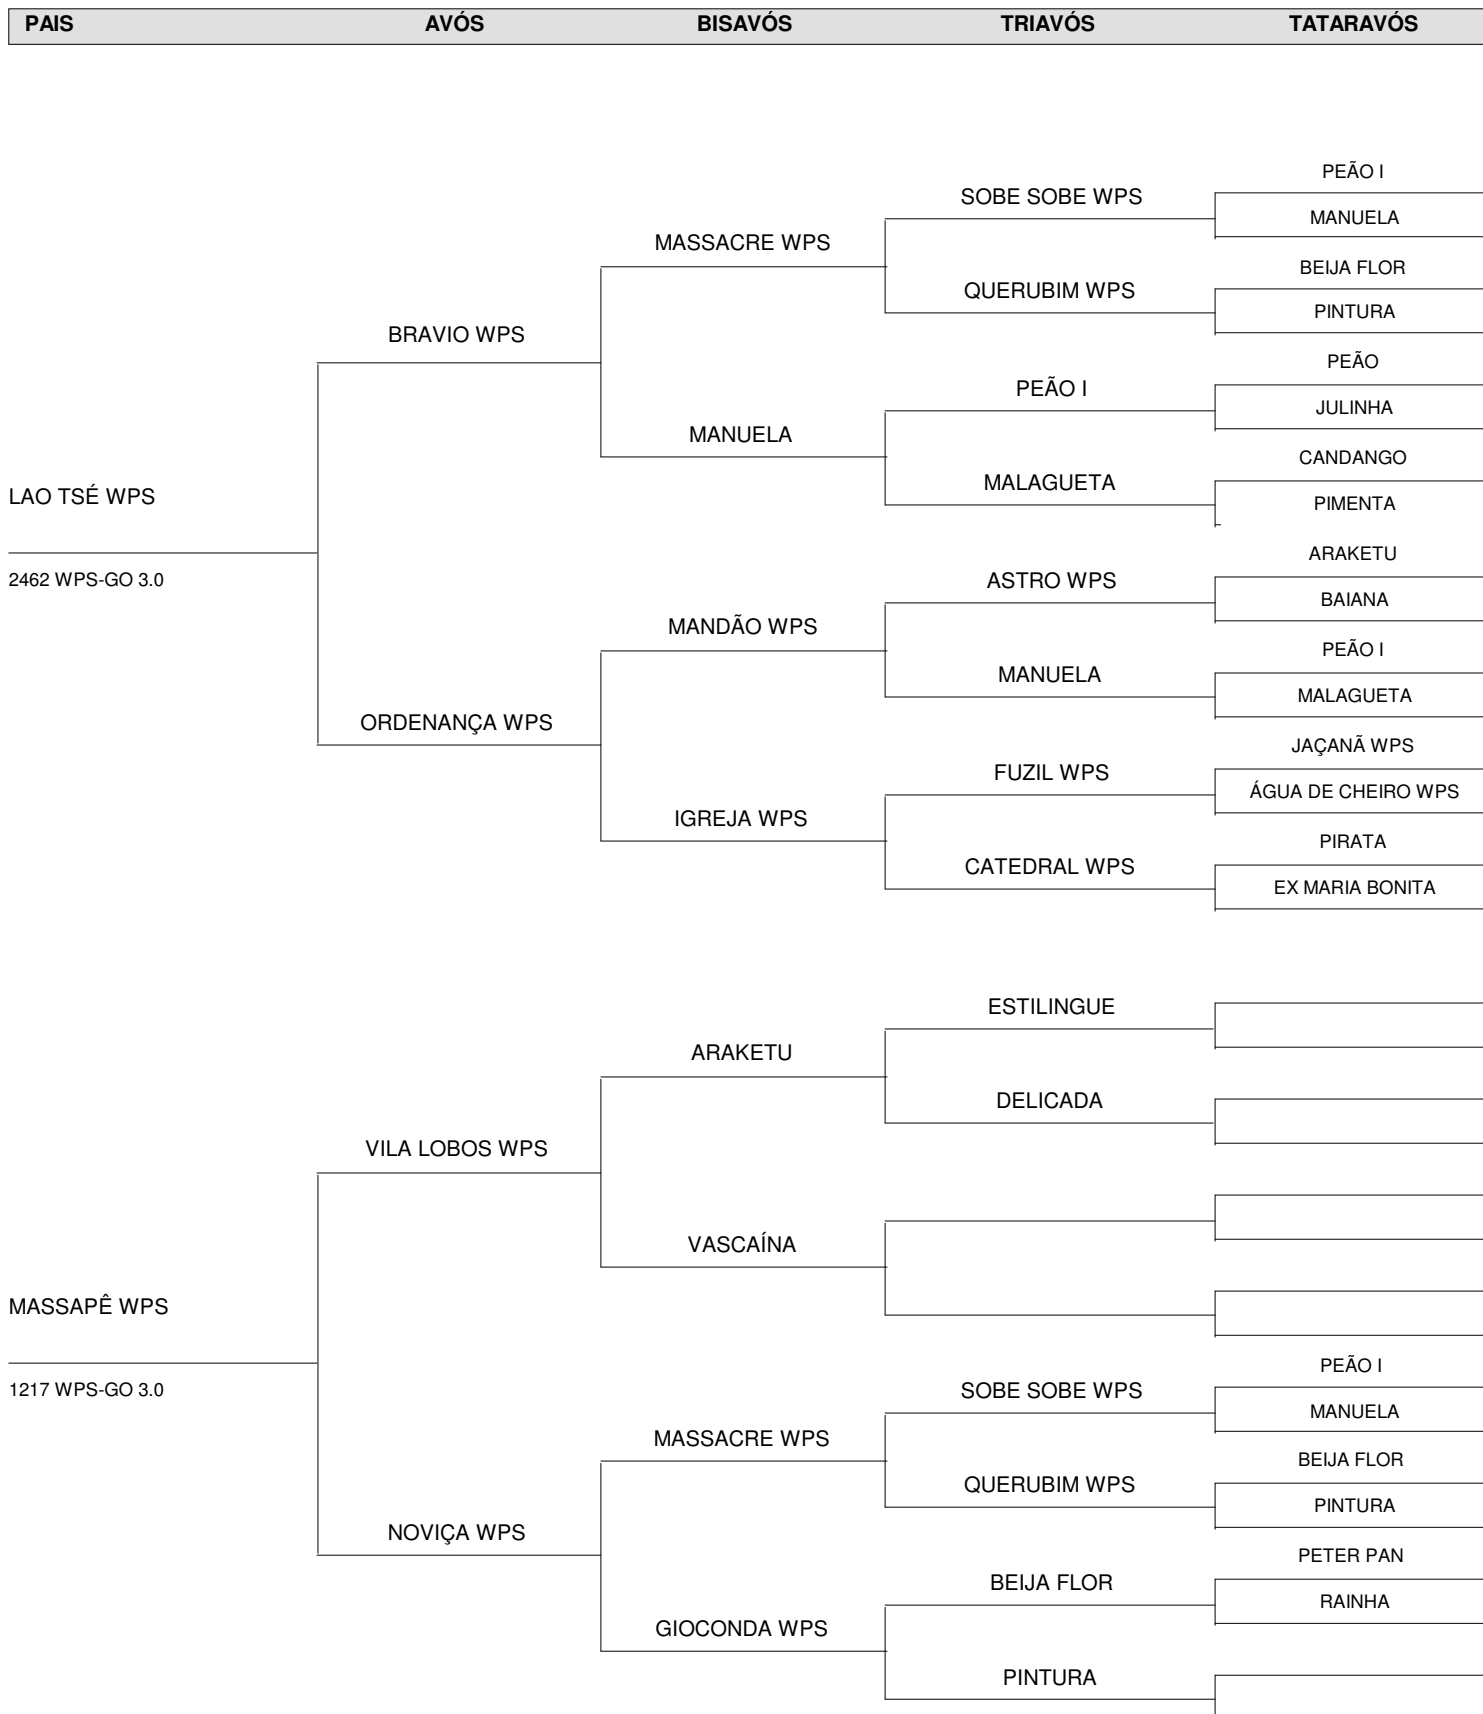 PAIS AVÓS BISAVÓS TRIAVÓS TATARAVÓS
PEÃO I
SOBE SOBE WPS
MANUELA
MASSACRE WPS
BEIJA FLOR
QUERUBIM WPS
PINTURA
BRAVIO WPS
PEÃO
PEÃO I
JULINHA
MANUELA
CANDANGO
MALAGUETA
LAO TSÉ WPS
PIMENTA
ARAKETU
2462 WPS-GO 3.0
ASTRO WPS
BAIANA
MANDÃO WPS
PEÃO I
MANUELA
MALAGUETA
ORDENANÇA WPS
JAÇANÃ WPS
FUZIL WPS
ÁGUA DE CHEIRO WPS
IGREJA WPS
PIRATA
CATEDRAL WPS
EX MARIA BONITA
ESTILINGUE
ARAKETU
DELICADA
VILA LOBOS WPS
VASCAÍNA
MASSAPÊ WPS
PEÃO I
1217 WPS-GO 3.0
SOBE SOBE WPS
MANUELA
MASSACRE WPS
BEIJA FLOR
QUERUBIM WPS
PINTURA
NOVIÇA WPS
PETER PAN
BEIJA FLOR
RAINHA
GIOCONDA WPS
PINTURA